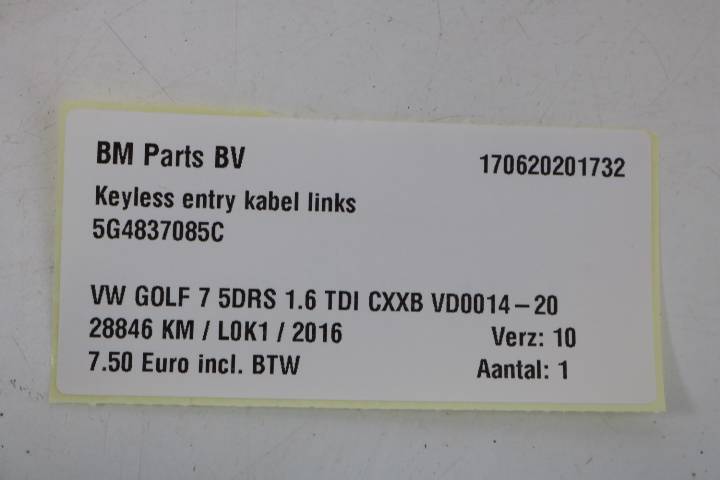 BM Parts BV 170620201732
Keyless entry kabel links
5G4837085C
VW GOLF 7 5DRS 1.6 TDI CXXB VD0014-20
28846 KM / L0K1 / 2016 Verz: 10
7.50 Euro incl. BTW Aantal: 1